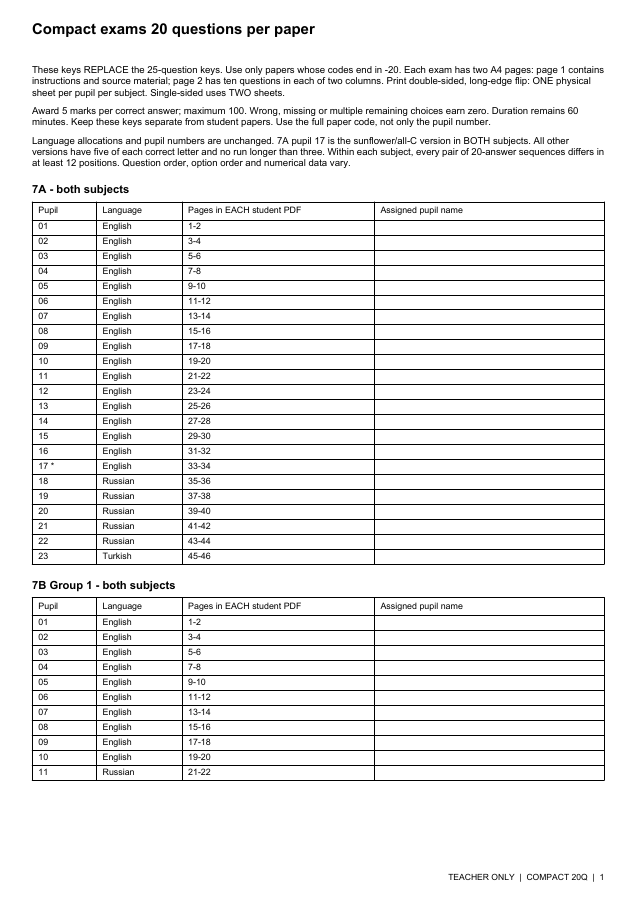 Compact exams 20 questions per paper
These keys REPLACE the 25-question keys. Use only papers whose codes end in -20. Each exam has two A4 pages: page 1 contains
instructions and source material; page 2 has ten questions in each of two columns. Print double-sided, long-edge flip: ONE physical
sheet per pupil per subject. Single-sided uses TWO sheets.
Award 5 marks per correct answer; maximum 100. Wrong, missing or multiple remaining choices earn zero. Duration remains 60
minutes. Keep these keys separate from student papers. Use the full paper code, not only the pupil number.
Language allocations and pupil numbers are unchanged. 7A pupil 17 is the sunflower/all-C version in BOTH subjects. All other
versions have five of each correct letter and no run longer than three. Within each subject, every pair of 20-answer sequences differs in
at least 12 positions. Question order, option order and numerical data vary.
7A - both subjects
Pupil Language Pages in EACH student PDF Assigned pupil name
01 English 1-2
02 English 3-4
03 English 5-6
04 English 7-8
05 English 9-10
06 English 11-12
07 English 13-14
08 English 15-16
09 English 17-18
10 English 19-20
11 English 21-22
12 English 23-24
13 English 25-26
14 English 27-28
15 English 29-30
16 English 31-32
17 * English 33-34
18 Russian 35-36
19 Russian 37-38
20 Russian 39-40
21 Russian 41-42
22 Russian 43-44
23 Turkish 45-46
7B Group 1 - both subjects
Pupil Language Pages in EACH student PDF Assigned pupil name
01 English 1-2
02 English 3-4
03 English 5-6
04 English 7-8
05 English 9-10
06 English 11-12
07 English 13-14
08 English 15-16
09 English 17-18
10 English 19-20
11 Russian 21-22
TEACHER ONLY | COMPACT 20Q | 1